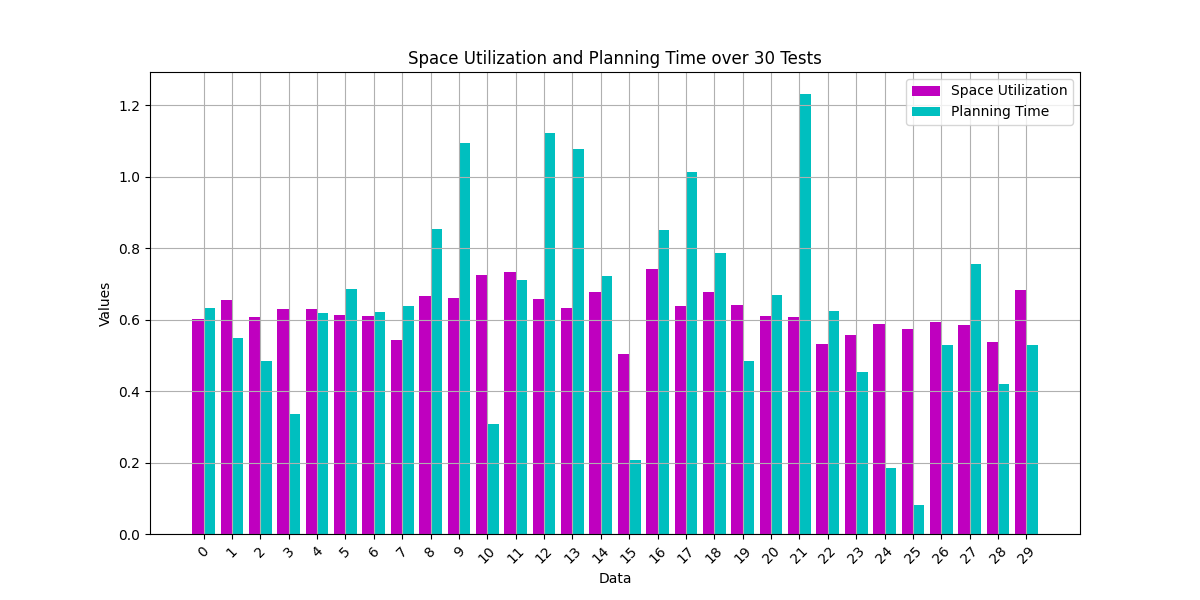 Space Utilization and Planning Time over 30 Tests
Space Utilization
Planning Time
1.2
1.0
0.8
0.6
0.4
0.2
0.0
Values
0 1 2 3 4 5 6 7 8 9 10 11 12 13 14 15 16 17 18 19 20 21 22 23 24 25 26 27 28 29
Data